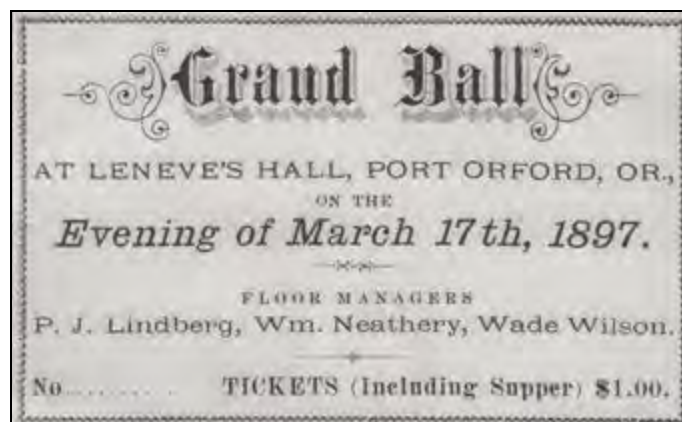 Grand Ball
AT LENEVE'S HALL, PORT ORFORD, OR.,
ON THE
Evening of March 17th, 1897.
FLOOR MANAGERS
P. J. Lindberg, Wm. Neathery, Wade Wilson.
No.......... TICKETS (Including Supper) $1.00.